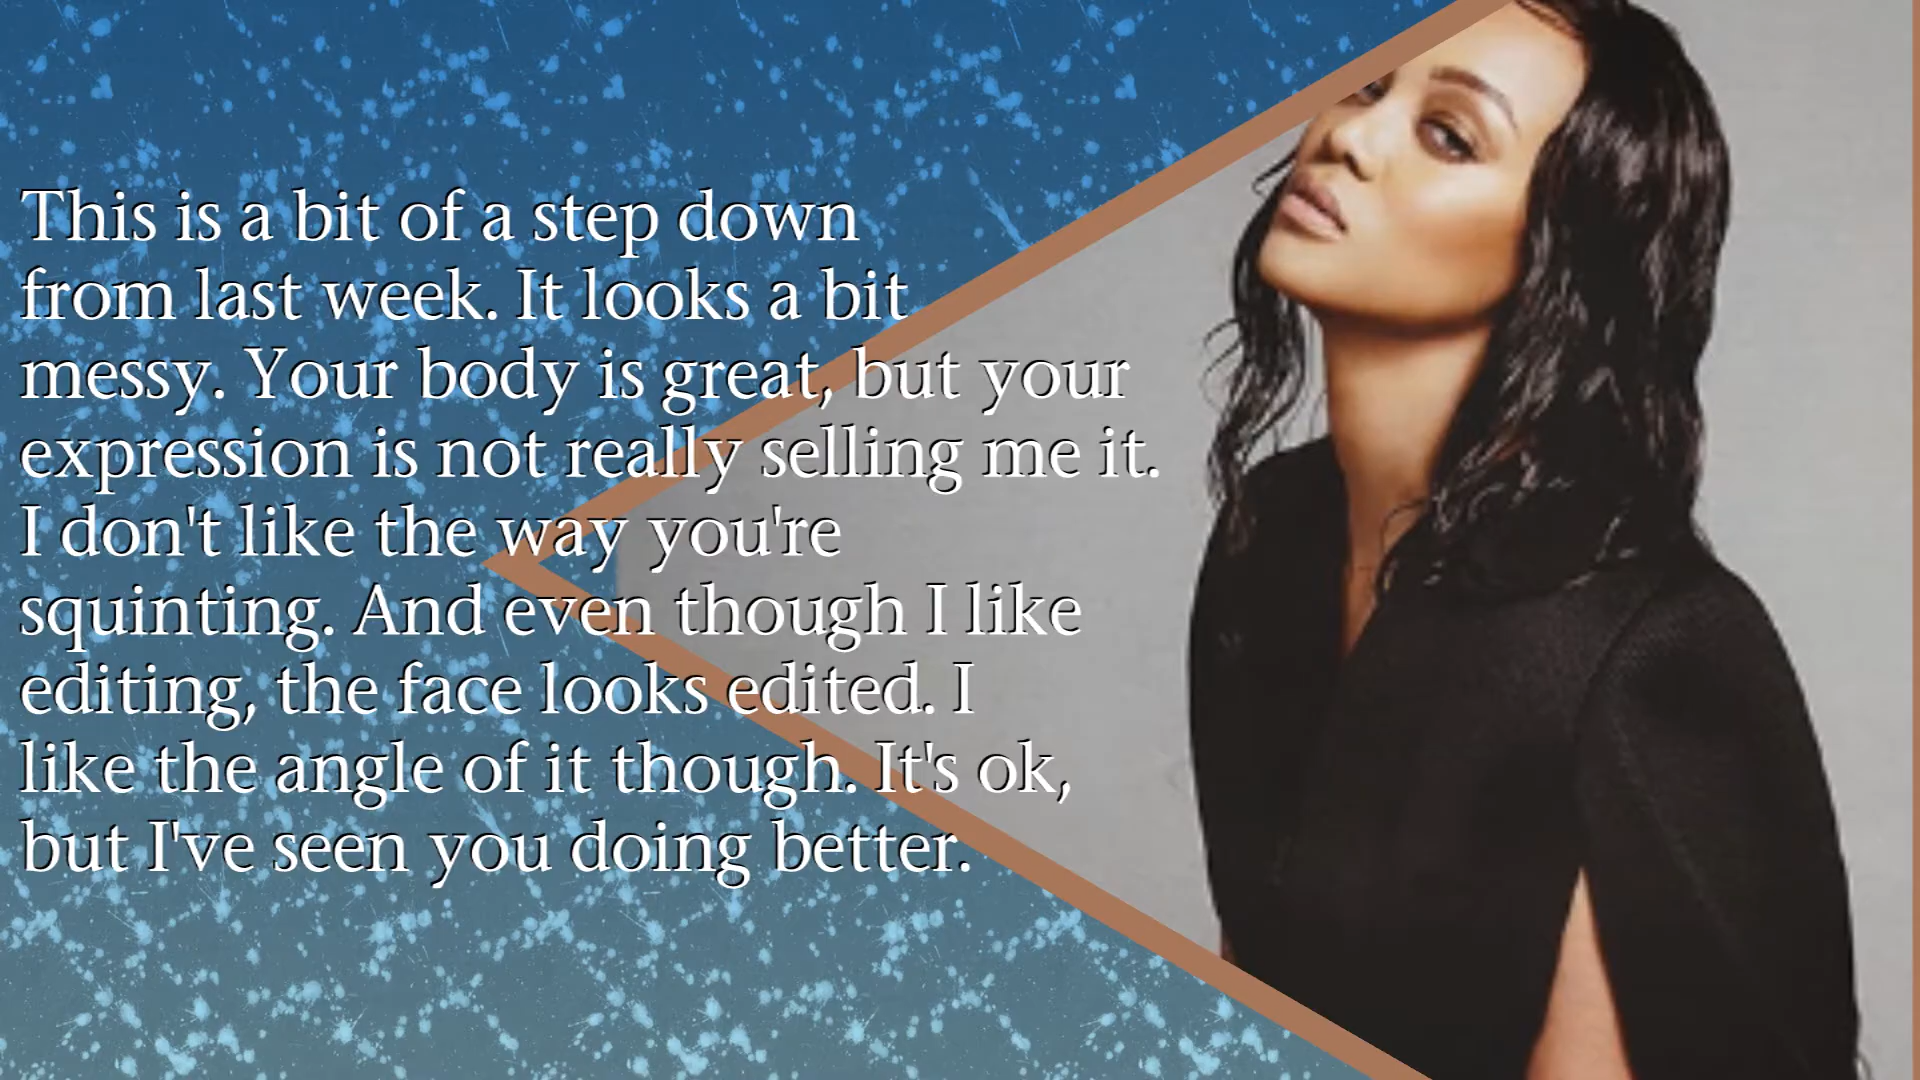 This is a bit of a step down
from last week. It looks a bit
messy. Your body is great, but your
expression is not really selling me it.
I don't like the way you're
squinting. And even though I like
editing, the face looks edited. I
like the angle of it though. It's ok,
but I've seen you doing better.